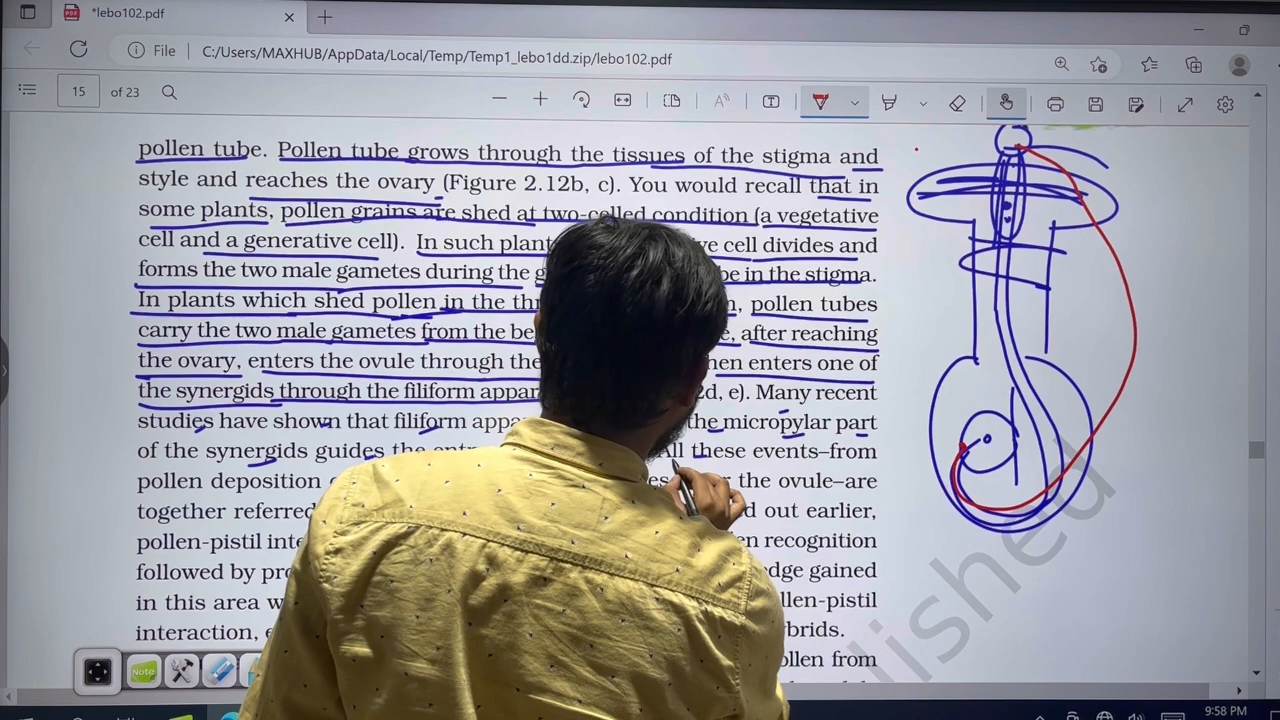 *lebo102.pdf
File C:/Users/MAXHUB/AppData/Local/Temp/Temp1_lebo1dd.zip/lebo102.pdf
15 of 23
pollen tube. Pollen tube grows through the tissues of the stigma and
style and reaches the ovary (Figure 2.12b, c). You would recall that in
some plants, pollen grains are shed at two-celled condition (a vegetative
cell and a generative cell). In such plant ve cell divides and
forms the two male gametes during the g be in the stigma.
In plants which shed pollen in the thr , pollen tubes
carry the two male gametes from the be , after reaching
the ovary, enters the ovule through the hen enters one of
the synergids through the filiform appar 2d, e). Many recent
studies have shown that filiform appa the micropylar part
of the synergids guides the All these events–from
pollen deposition the ovule–are
together referred d out earlier,
pollen-pistil inte en recognition
followed by pro dge gained
in this area w llen-pistil
interaction, brids.
ollen from
lished
Note
9:58 PM